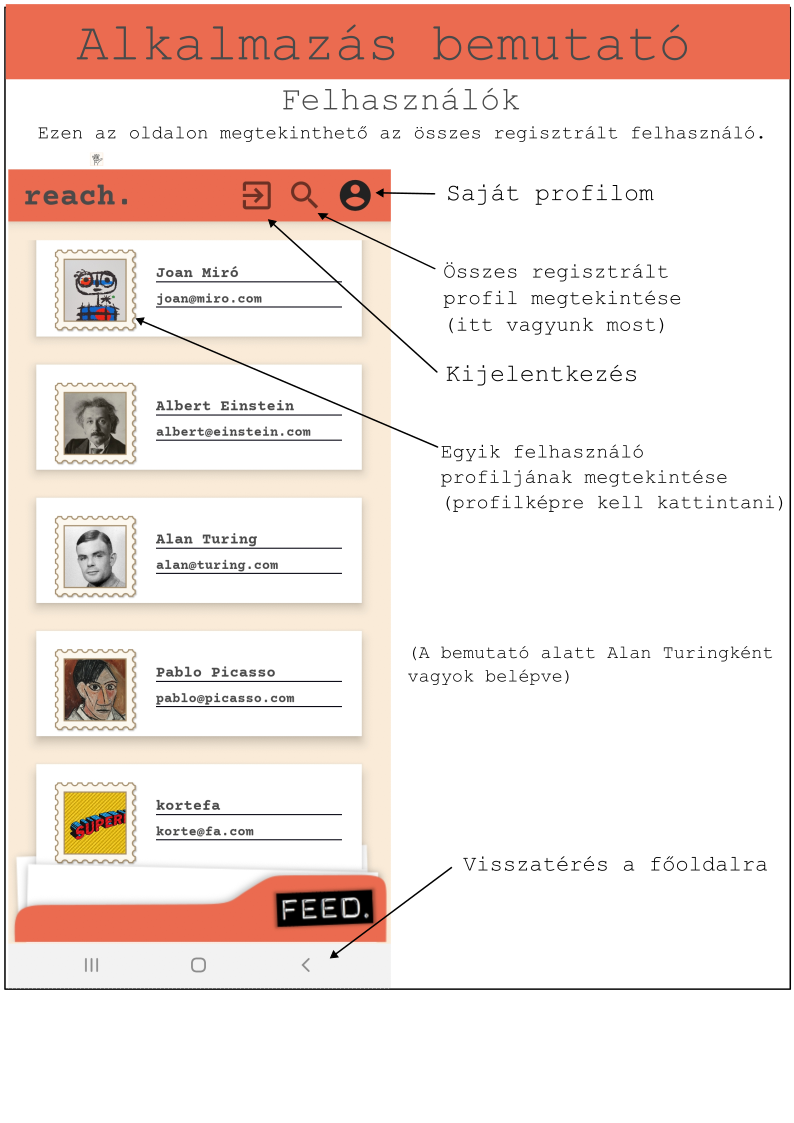 Alkalmazás bemutató
Felhasználók
Ezen az oldalon megtekinthető az összes regisztrált felhasználó.
reach.
Saját profilom
Összes regisztrált
profil megtekintése
(itt vagyunk most)
Kijelentkezés
Egyik felhasználó
profiljának megtekintése
(profilképre kell kattintani)
Joan Miró
joan@miro.com
Albert Einstein
albert@einstein.com
Alan Turing
alan@turing.com
(A bemutató alatt Alan Turingként
vagyok belépve)
Pablo Picasso
pablo@picasso.com
SUPER!
kortefa
korte@fa.com
Visszatérés a főoldalra
FEED.